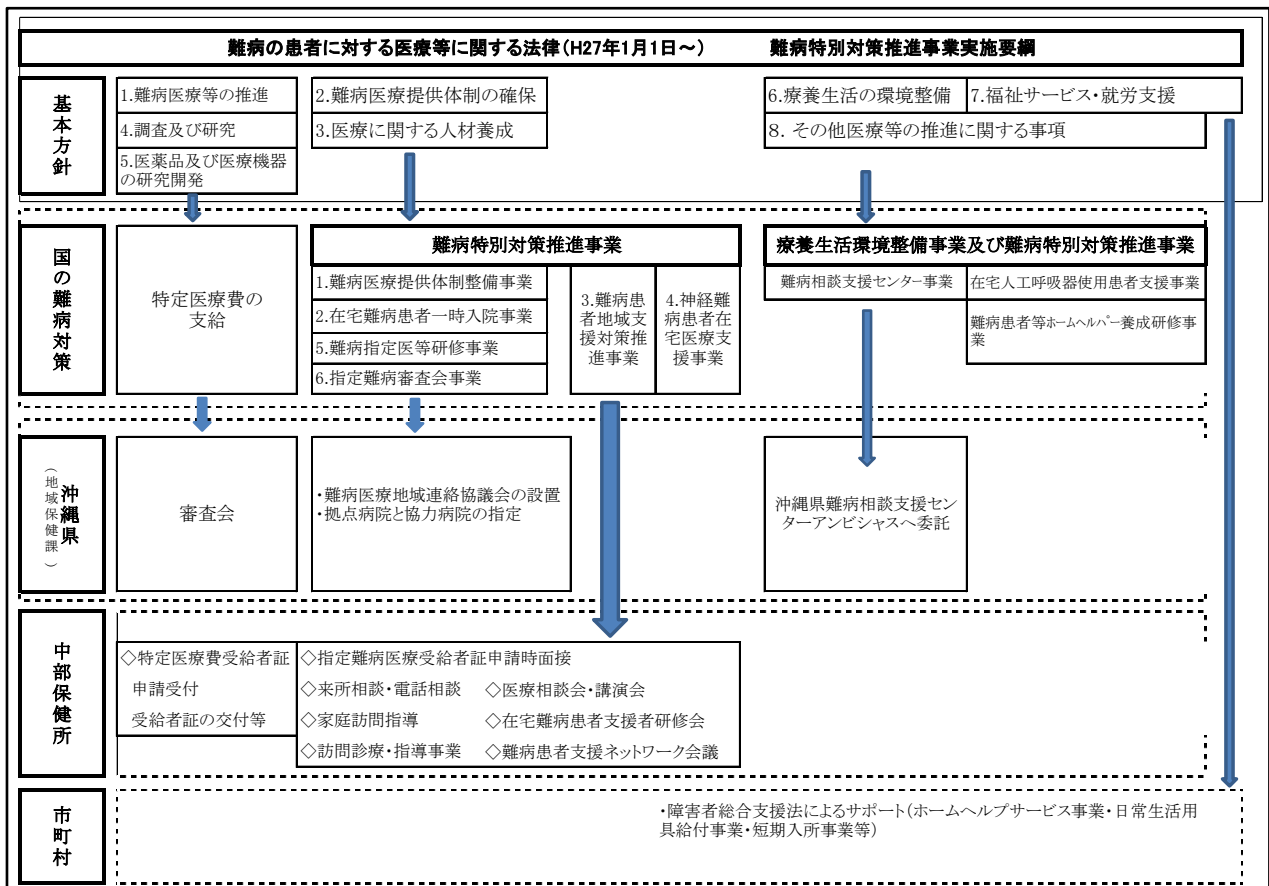 難病の患者に対する医療等に関する法律(H27年1月1日～)　難病特別対策推進事業実施要綱
基本方針
1.難病医療等の推進
4.調査及び研究
5.医薬品及び医療機器
の研究開発
2.難病医療提供体制の確保
3.医療に関する人材養成
6.療養生活の環境整備
7.福祉サービス・就労支援
8. その他医療等の推進に関する事項
国の難病対策
特定医療費の
支給
難病特別対策推進事業
1.難病医療提供体制整備事業
2.在宅難病患者一時入院事業
5.難病指定医等研修事業
6.指定難病審査会事業
3.難病患
者地域支
援対策推
進事業
4.神経難
病患者在
宅医療支
援事業
療養生活環境整備事業及び難病特別対策推進事業
難病相談支援センター事業
在宅人工呼吸器使用患者支援事業
難病患者等ホームヘルパー養成研修事
業
沖縄県
(地域保健課)
審査会
・難病医療地域連絡協議会の設置
・拠点病院と協力病院の指定
沖縄県難病相談支援セン
ターアンビシャスへ委託
中部保健所
◇特定医療費受給者証
申請受付
受給者証の交付等
◇指定難病医療受給者証申請時面接
◇来所相談・電話相談　◇医療相談会・講演会
◇家庭訪問指導　◇在宅難病患者支援者研修会
◇訪問診療・指導事業　◇難病患者支援ネットワーク会議
市町村
・障害者総合支援法によるサポート(ホームヘルプサービス事業・日常生活用
具給付事業・短期入所事業等)